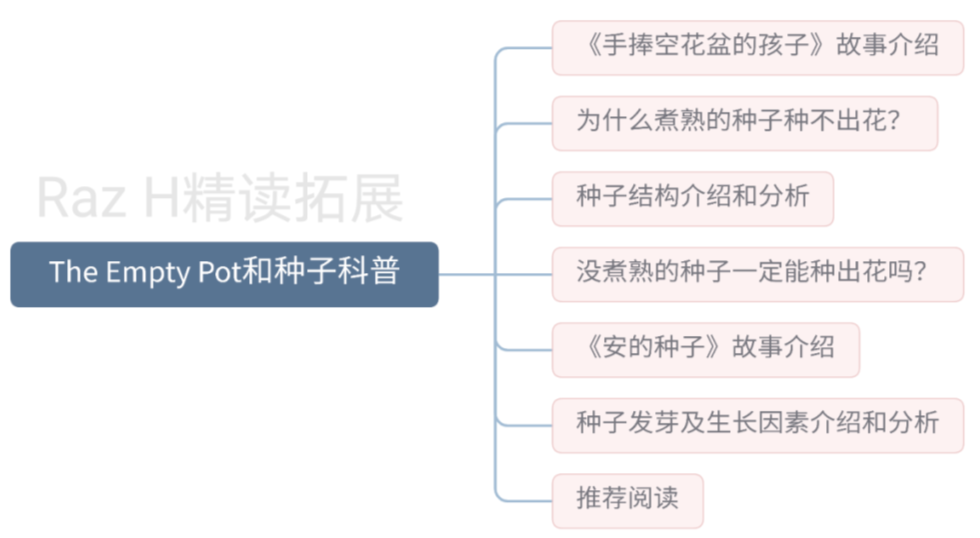 Raz H精读拓展
The Empty Pot和种子科普
《手捧空花盆的孩子》故事介绍
为什么煮熟的种子种不出花?
种子结构介绍和分析
没煮熟的种子一定能种出花吗?
《安的种子》故事介绍
种子发芽及生长因素介绍和分析
推荐阅读